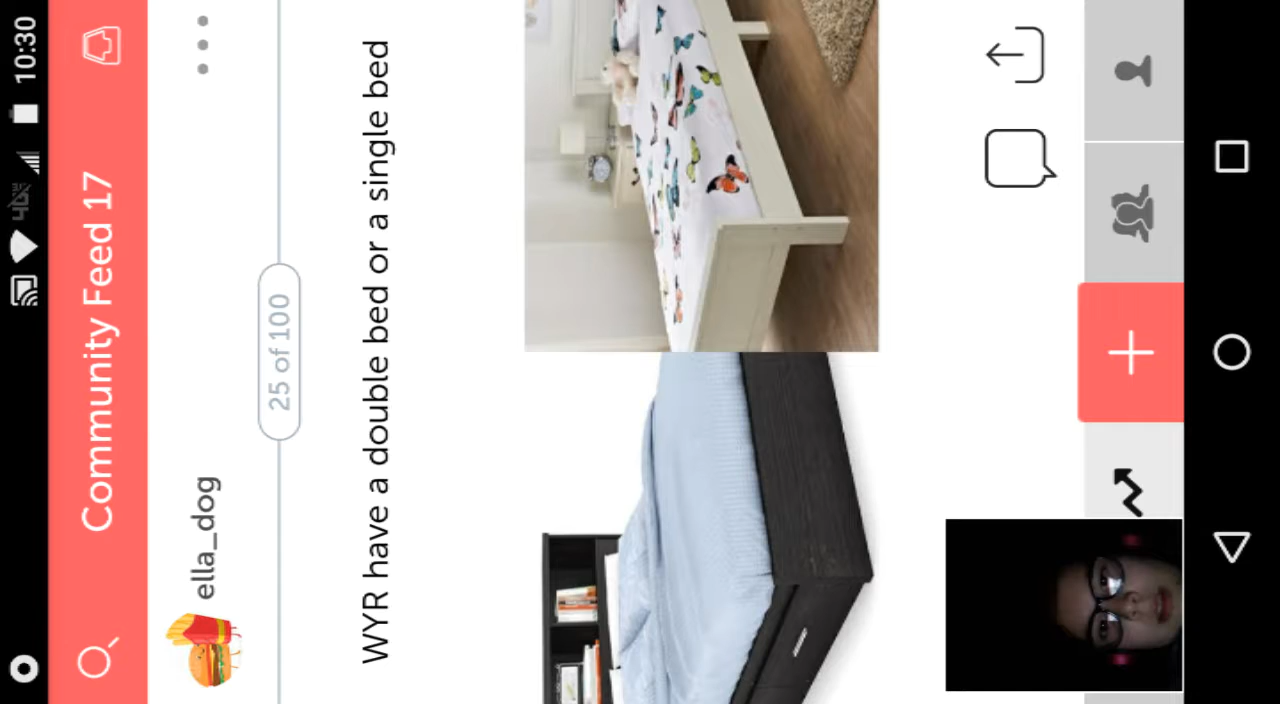 10:30
Community Feed 17
ella_dog
25 of 100
WYR have a double bed or a single bed